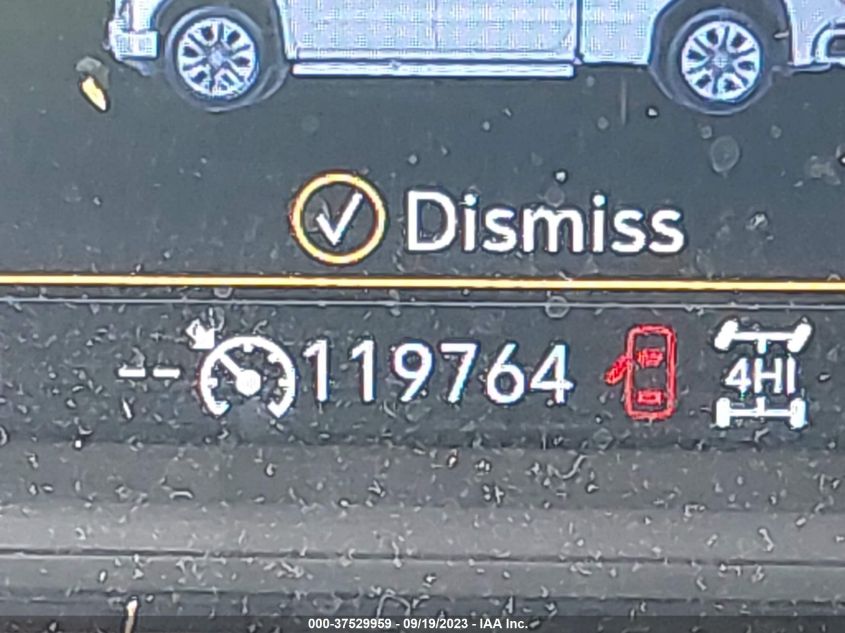 Dismiss
-- 119764 4HI
000-37529959 - 09/19/2023 - IAA Inc.